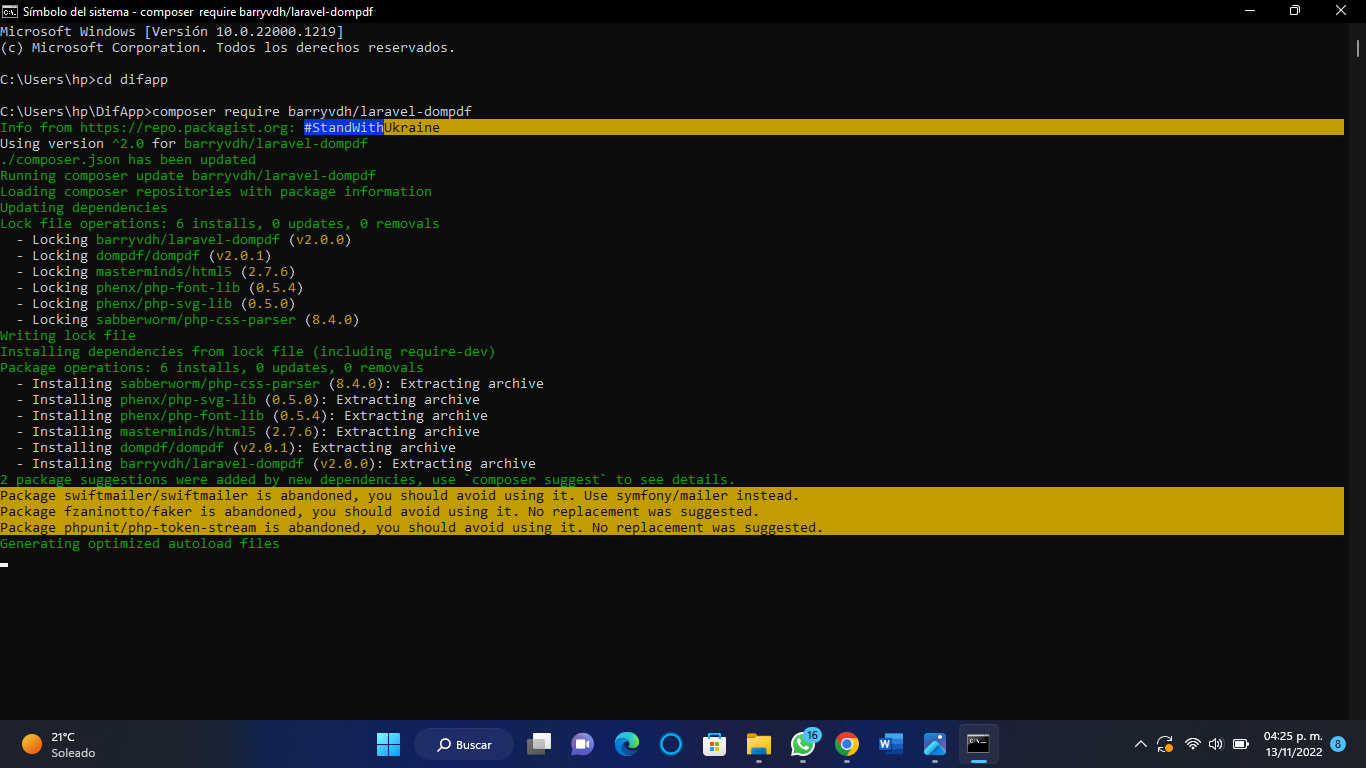 Símbolo del sistema - composer  require barryvdh/laravel-dompdf
Microsoft Windows [Versión 10.0.22000.1219]
(c) Microsoft Corporation. Todos los derechos reservados.
C:\Users\hp>cd difapp
C:\Users\hp\DifApp>composer require barryvdh/laravel-dompdf
Info from https://repo.packagist.org: #StandWithUkraine
Using version ^2.0 for barryvdh/laravel-dompdf
./composer.json has been updated
Running composer update barryvdh/laravel-dompdf
Loading composer repositories with package information
Updating dependencies
Lock file operations: 6 installs, 0 updates, 0 removals
  - Locking barryvdh/laravel-dompdf (v2.0.0)
  - Locking dompdf/dompdf (v2.0.1)
  - Locking masterminds/html5 (2.7.6)
  - Locking phenx/php-font-lib (0.5.4)
  - Locking phenx/php-svg-lib (0.5.0)
  - Locking sabberworm/php-css-parser (8.4.0)
Writing lock file
Installing dependencies from lock file (including require-dev)
Package operations: 6 installs, 0 updates, 0 removals
  - Installing sabberworm/php-css-parser (8.4.0): Extracting archive
  - Installing phenx/php-svg-lib (0.5.0): Extracting archive
  - Installing phenx/php-font-lib (0.5.4): Extracting archive
  - Installing masterminds/html5 (2.7.6): Extracting archive
  - Installing dompdf/dompdf (v2.0.1): Extracting archive
  - Installing barryvdh/laravel-dompdf (v2.0.0): Extracting archive
2 package suggestions were added by new dependencies, use `composer suggest` to see details.
Package swiftmailer/swiftmailer is abandoned, you should avoid using it. Use symfony/mailer instead.
Package fzaninotto/faker is abandoned, you should avoid using it. No replacement was suggested.
Package phpunit/php-token-stream is abandoned, you should avoid using it. No replacement was suggested.
Generating optimized autoload files
21°C
Soleado
Buscar
16
04:25 p. m.
13/11/2022
8